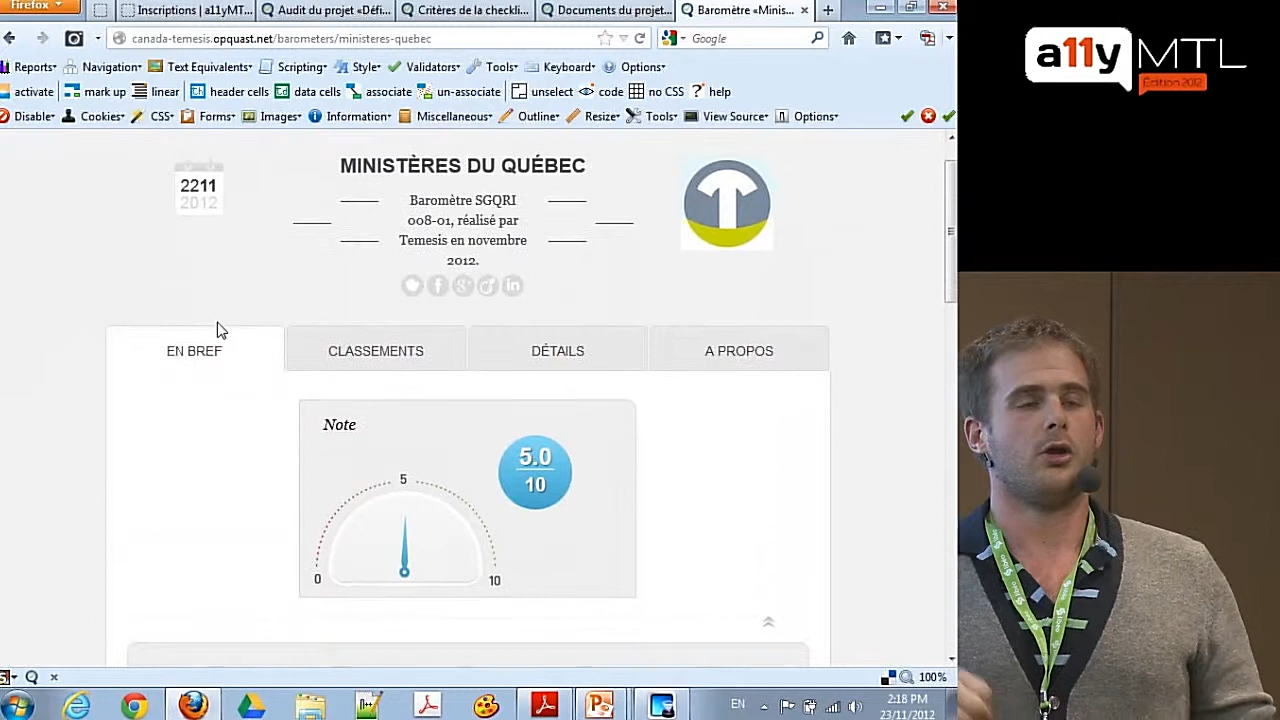 Firefox
Inscriptions | a11yMT...
Audit du projet «Défi...
Critères de la checkli...
Documents du projet...
Baromètre «Minis...
canada-temesis.opquast.net/barometers/ministeres-quebec
Google
Reports
Navigation
Text Equivalents
Scripting
Validators
Tools
Keyboard
Options
activate
mark up
linear
header cells
data cells
associate
crucial
unselect
code
no CSS
help
Disable
Cookies
CSS
Forms
Images
Information
Miscellaneous
Outline
Resize
Tools
View Source
Options
2211
2012
MINISTÈRES DU QUÉBEC
Baromètre SGQRI
008-01, réalisé par
Temesis en novembre
2012.
EN BREF
CLASSEMENTS
DÉTAILS
A PROPOS
Note
5.0
10
5
0
10
100%
EN
2:18 PM
23/11/2012
a11y MTL
Édition 2012